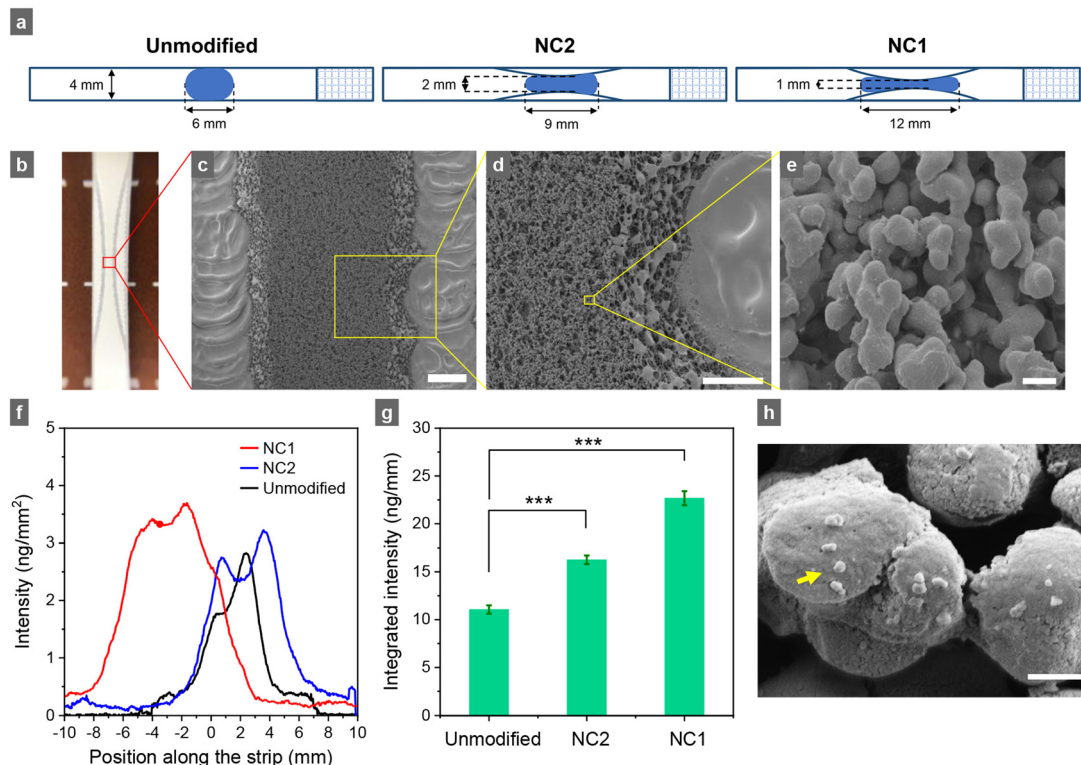 a
Unmodified
NC2
NC1
4 mm
2 mm
1 mm
6 mm
9 mm
12 mm
b
c
d
e
f
g
h
5
4
3
2
1
0
Intensity (ng/mm²)
NC1
NC2
Unmodified
-10 -8 -6 -4 -2 0 2 4 6 8 10
Position along the strip (mm)
30
25
20
15
10
5
0
Integrated intensity (ng/mm)
***
***
Unmodified NC2 NC1